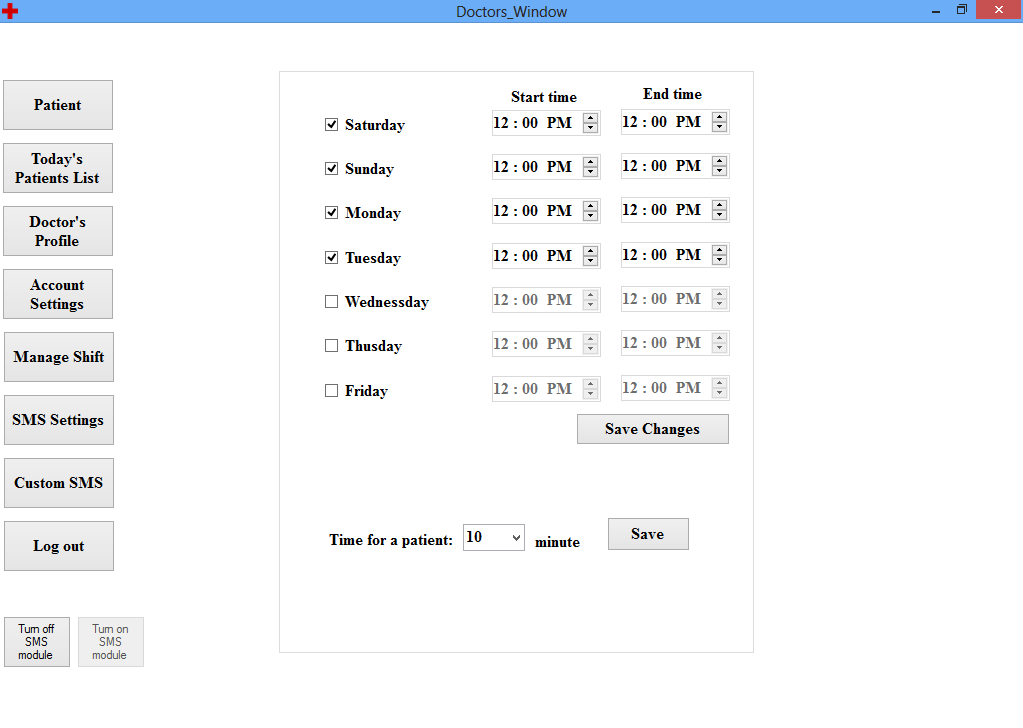 Doctors_Window
Patient
Today's
Patients List
Doctor's
Profile
Account
Settings
Manage Shift
SMS Settings
Custom SMS
Log out
Turn off
SMS
module
Turn on
SMS
module
Start time End time
Saturday 12 : 00 PM 12 : 00 PM
Sunday 12 : 00 PM 12 : 00 PM
Monday 12 : 00 PM 12 : 00 PM
Tuesday 12 : 00 PM 12 : 00 PM
Wednessday 12 : 00 PM 12 : 00 PM
Thusday 12 : 00 PM 12 : 00 PM
Friday 12 : 00 PM 12 : 00 PM
Save Changes
Time for a patient: 10 minute Save